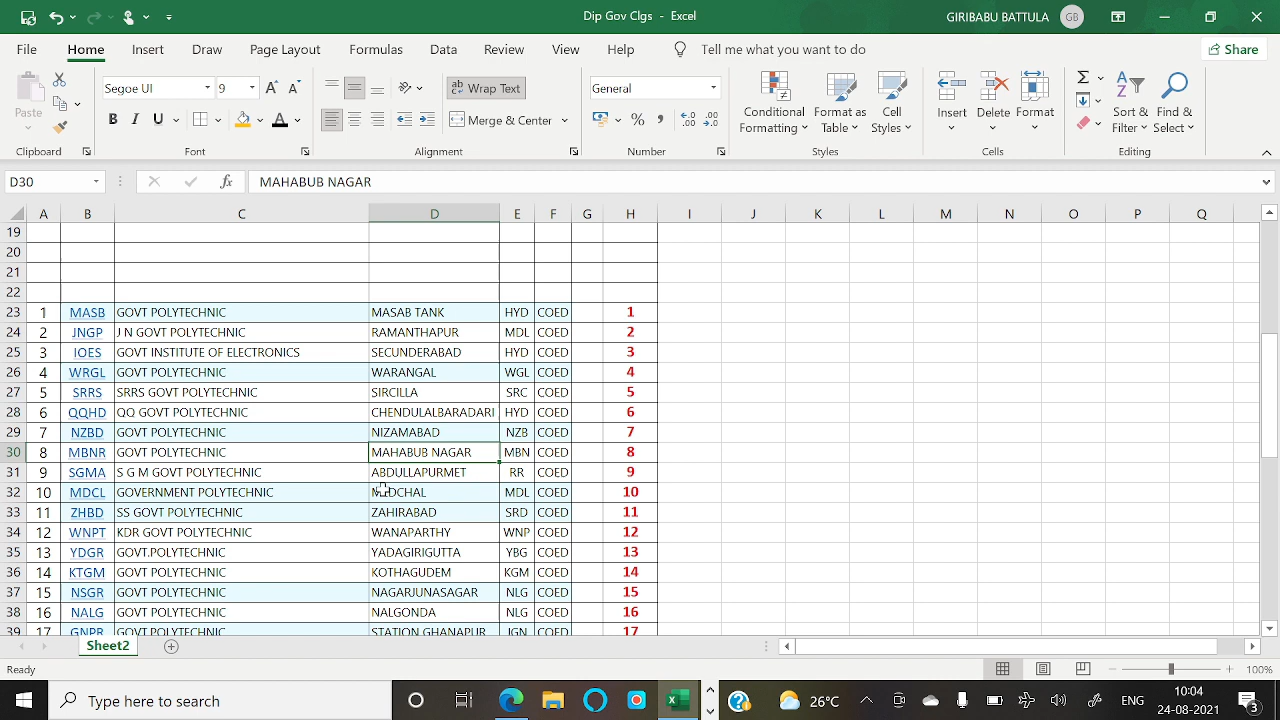 Dip Gov Clgs - Excel
GIRIBABU BATTULA GB
File Home Insert Draw Page Layout Formulas Data Review View Help Tell me what you want to do Share
Segoe UI 9 A A ab Wrap Text General
Paste Conditional Formatting Format as Table Cell Styles Insert Delete Format Sort & Filter Find & Select
B I U A Merge & Center % ,
Clipboard Font Alignment Number Styles Cells Editing
D30 fx MAHABUB NAGAR
A B C D E F G H I J K L M N O P Q
19
20
21
22
23 1 MASB GOVT POLYTECHNIC MASAB TANK HYD COED 1
24 2 JNGP J N GOVT POLYTECHNIC RAMANTHAPUR MDL COED 2
25 3 IOES GOVT INSTITUTE OF ELECTRONICS SECUNDERABAD HYD COED 3
26 4 WRGL GOVT POLYTECHNIC WARANGAL WGL COED 4
27 5 SRRS SRRS GOVT POLYTECHNIC SIRCILLA SRC COED 5
28 6 QQHD QQ GOVT POLYTECHNIC CHENDULALBARADARI HYD COED 6
29 7 NZBD GOVT POLYTECHNIC NIZAMABAD NZB COED 7
30 8 MBNR GOVT POLYTECHNIC MAHABUB NAGAR MBN COED 8
31 9 SGMA S G M GOVT POLYTECHNIC ABDULLAPURMET RR COED 9
32 10 MDCL GOVERNMENT POLYTECHNIC MEDCHAL MDL COED 10
33 11 ZHBD SS GOVT POLYTECHNIC ZAHIRABAD SRD COED 11
34 12 WNPT KDR GOVT POLYTECHNIC WANAPARTHY WNP COED 12
35 13 YDGR GOVT.POLYTECHNIC YADAGIRIGUTTA YBG COED 13
36 14 KTGM GOVT POLYTECHNIC KOTHAGUDEM KGM COED 14
37 15 NSGR GOVT POLYTECHNIC NAGARJUNASAGAR NLG COED 15
38 16 NALG GOVT POLYTECHNIC NALGONDA NLG COED 16
39 17 GNPR GOVT POLYTECHNIC STATION GHANAPUR JGN COED 17
Sheet2
Ready 100%
Type here to search 26°C ENG 10:04
24-08-2021 3